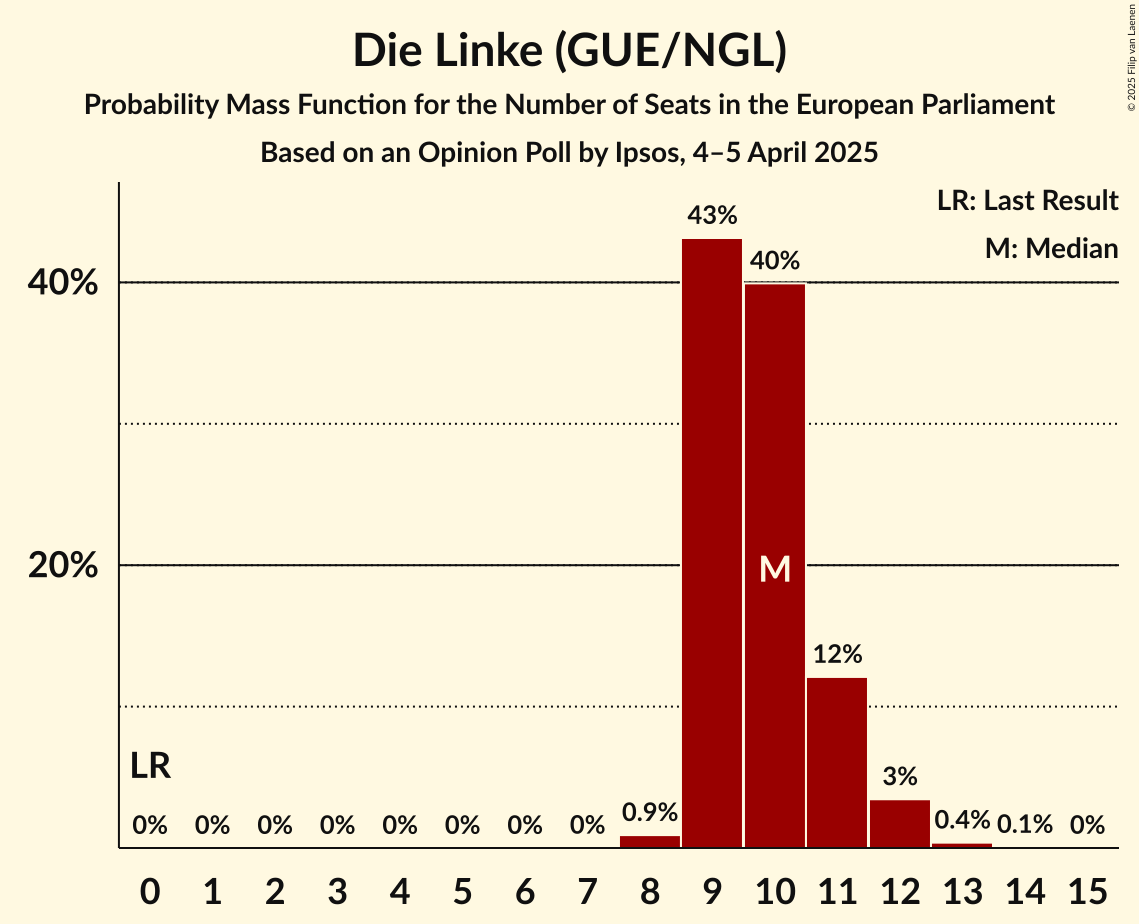 Die Linke (GUE/NGL)
Probability Mass Function for the Number of Seats in the European Parliament
Based on an Opinion Poll by Ipsos, 4–5 April 2025
© 2025 Filip van Laenen
LR: Last Result
M: Median
43%
40%
40%
20%
M
12%
LR
3%
0% 0% 0% 0% 0% 0% 0% 0% 0.9% 0.4% 0.1% 0%
0 1 2 3 4 5 6 7 8 9 10 11 12 13 14 15